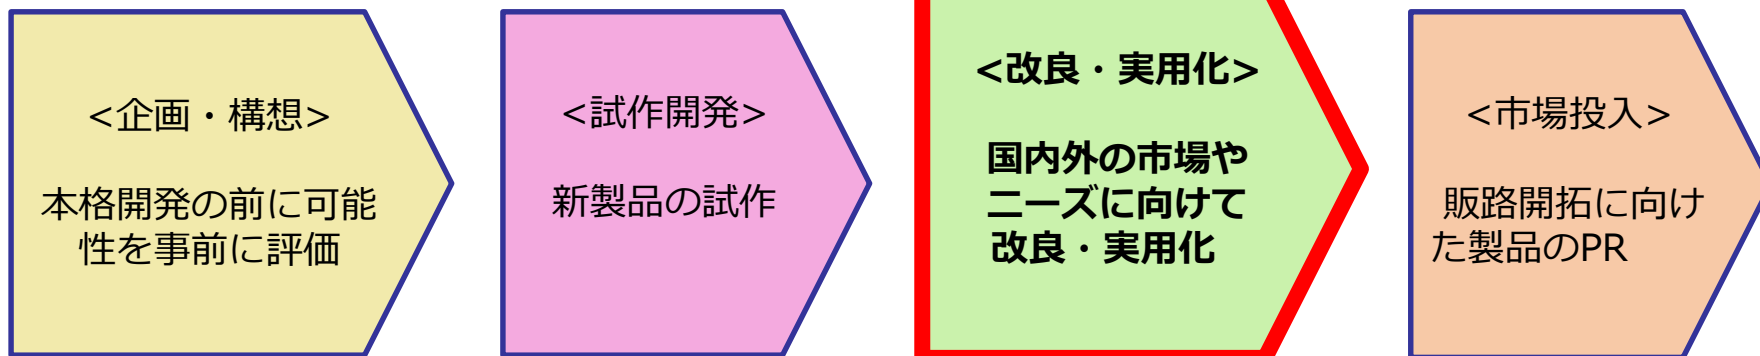 <企画・構想>
本格開発の前に可能
性を事前に評価
<試作開発>
新製品の試作
<改良・実用化>
国内外の市場や
ニーズに向けて
改良・実用化
<市場投入>
販路開拓に向け
た製品のPR